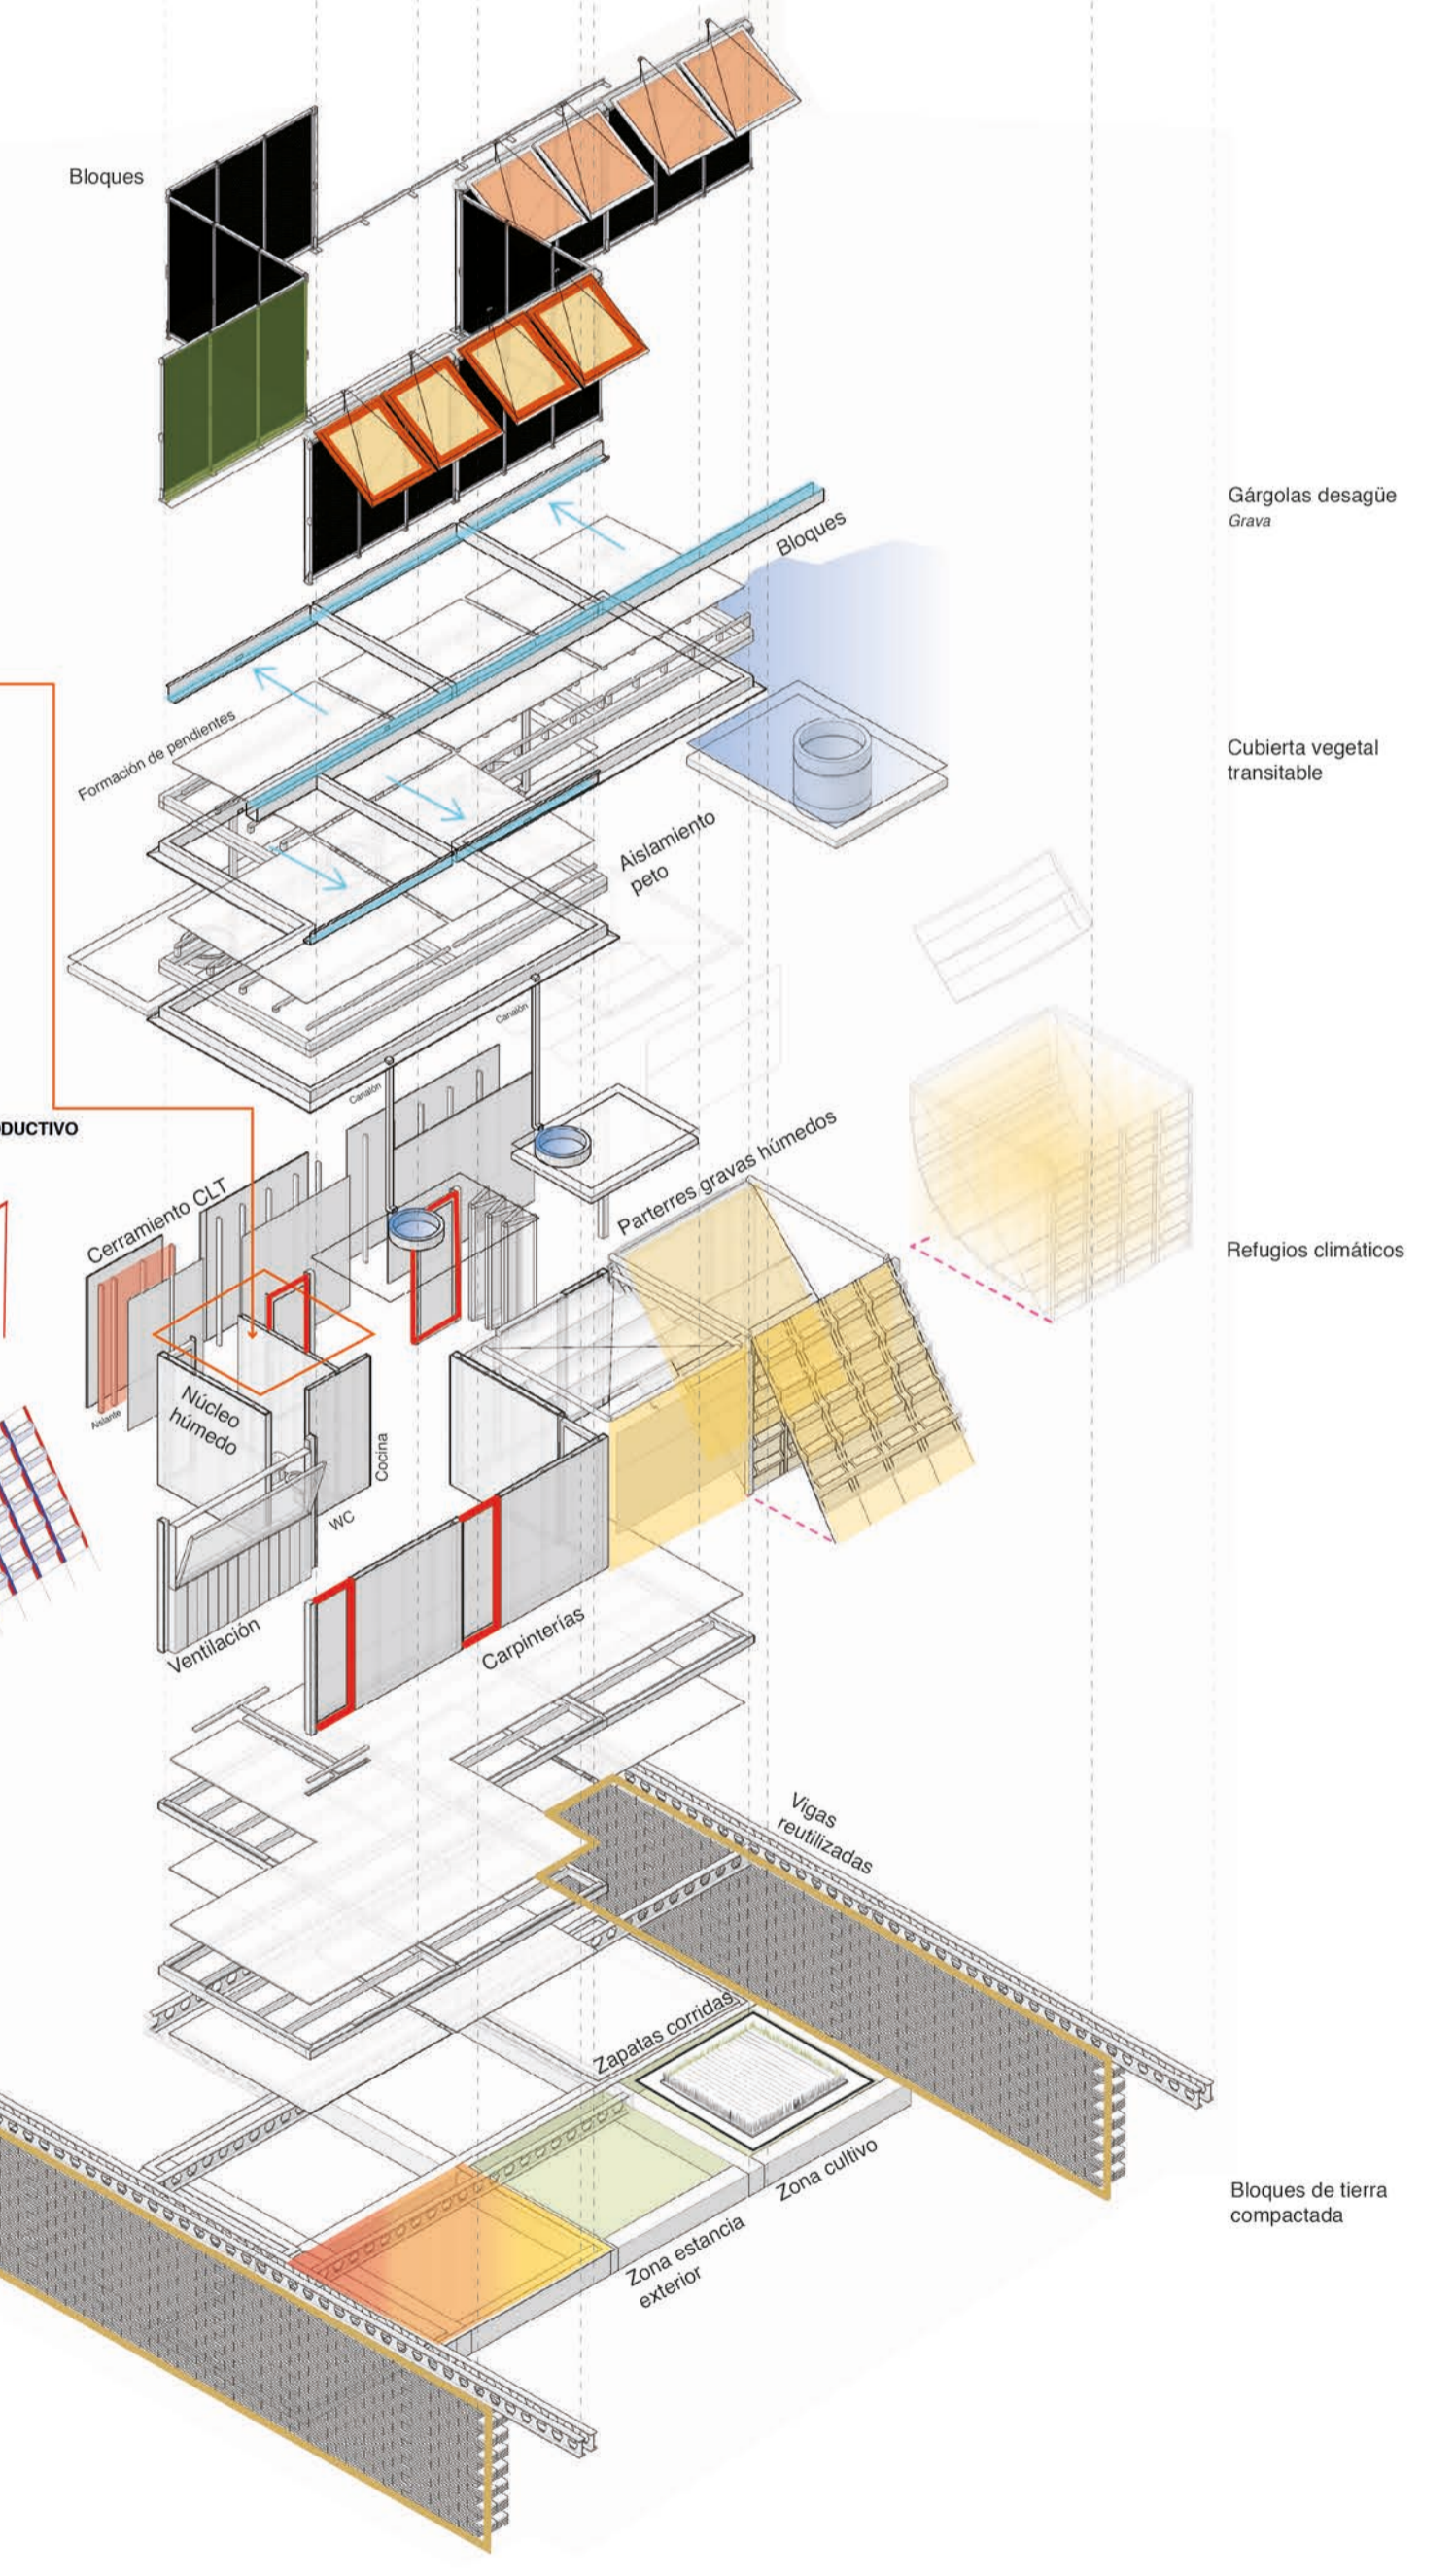 Bloques
Gárgolas desagüe
Grava
Bloques
Formación de pendientes
Cubierta vegetal
transitable
Aislamiento
peto
Canalón
Canalón
DUCTIVO
Parterres gravas húmedos
Cerramiento CLT
Refugios climáticos
Aislante
Núcleo
húmedo
Cocina
WC
Ventilación
Carpinterías
Vigas
reutilizadas
Zapatas corridas
Zona cultivo
Bloques de tierra
compactada
Zona estancia
exterior